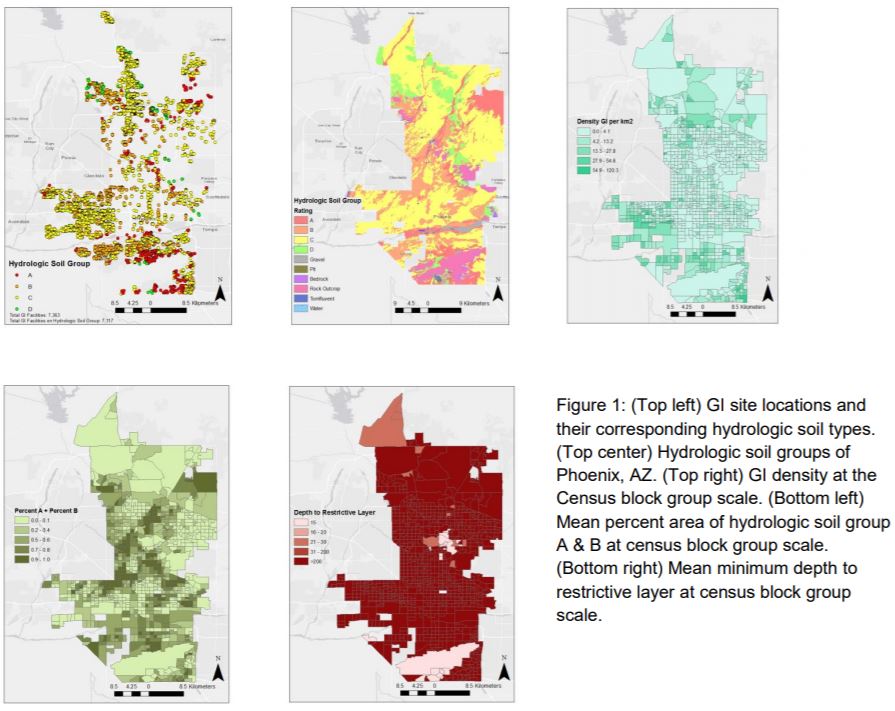 Hydrologic Soil Group
A
B
C
D
8.5 4.25 0 8.5 Kilometers
Total GI Facilities: 7,363
Total GI Facilities on Hydrologic Soil Group: 7,117
N
Peoria
Glendale
Avondale
Scottsdale
Tempe
Hydrologic Soil Group
Rating
A
B
C
D
Gravel
Pit
Bedrock
Rock Outcrop
Torrifluvent
Water
N
9 4.5 0 9 Kilometers
Density GI per km2
0.0 - 4.1
4.2 - 13.2
13.3 - 27.8
27.9 - 54.8
54.9 - 120.3
N
8.5 4.25 0 8.5 Kilometers
Percent A + Percent B
0.0 - 0.1
0.2 - 0.4
0.5 - 0.6
0.7 - 0.8
0.9 - 1.0
N
8.5 4.25 0 8.5 Kilometers
Depth to Restrictive Layer
15
16 - 20
21 - 30
31 - 200
>200
N
8.5 4.25 0 8.5 Kilometers
Figure 1: (Top left) GI site locations and
their corresponding hydrologic soil types.
(Top center) Hydrologic soil groups of
Phoenix, AZ. (Top right) GI density at the
Census block group scale. (Bottom left)
Mean percent area of hydrologic soil group
A & B at census block group scale.
(Bottom right) Mean minimum depth to
restrictive layer at census block group
scale.